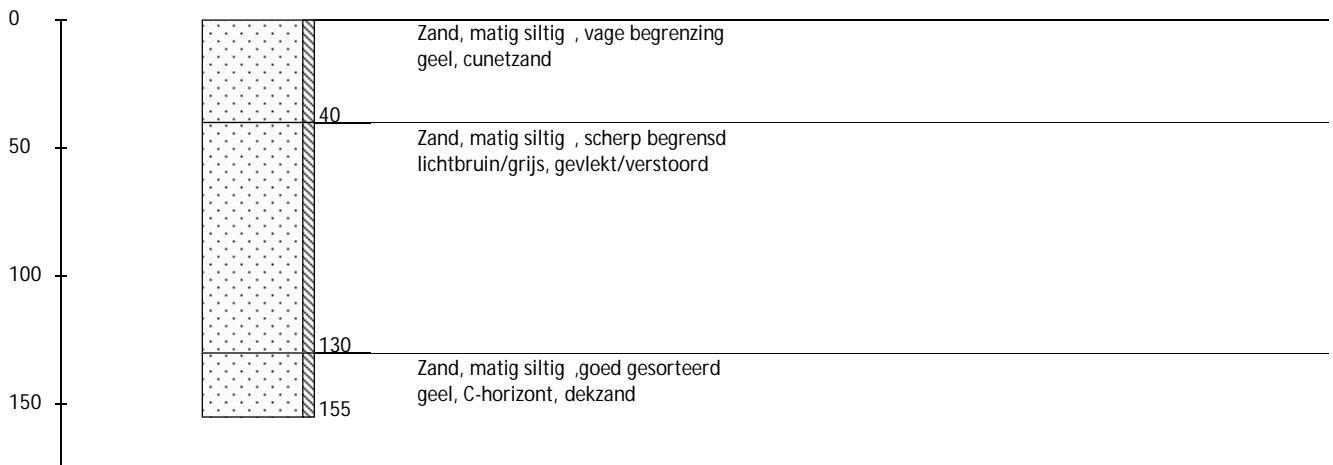 0
Zand, matig siltig , vage begrenzing
geel, cunetzand
40
Zand, matig siltig , scherp begrensd
50
lichtbruin/grijs, gevlekt/verstoord
100
130
Zand, matig siltig ,goed gesorteerd
geel, C-horizont, dekzand
150
155